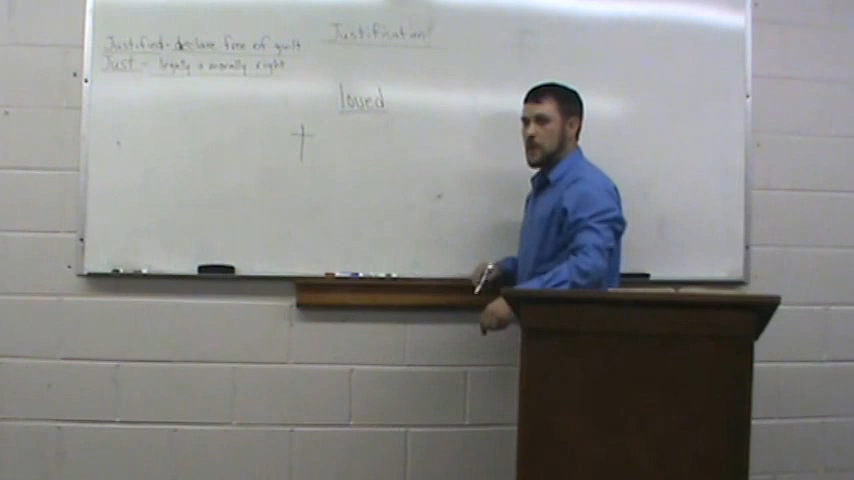 Justification!
Justified - declare free of guilt
Just - legally & morally right
loved